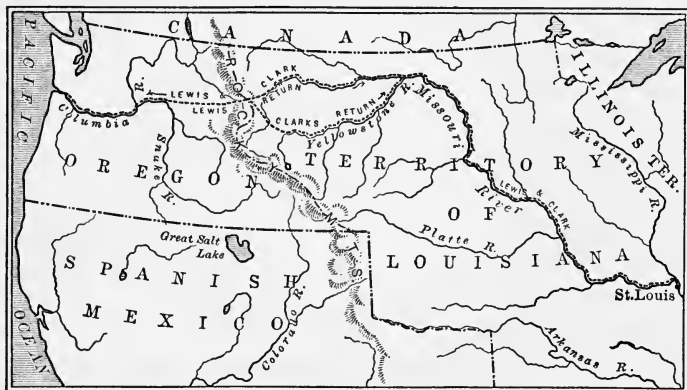 CANADA
PACIFIC
OCEAN
ILLINOIS TER.
ROCKY MTS.
LEWIS
LEWIS
CLARK
RETURN
CLARKS RETURN
Yellowstone R.
Missouri
River
LEWIS & CLARK
Mississippi R.
Columbia R.
Snake R.
OREGON
TERRITORY
OF
LOUISIANA
Platte R.
Great Salt
Lake
SPANISH
MEXICO
Colorado R.
St. Louis
Arkansas R.